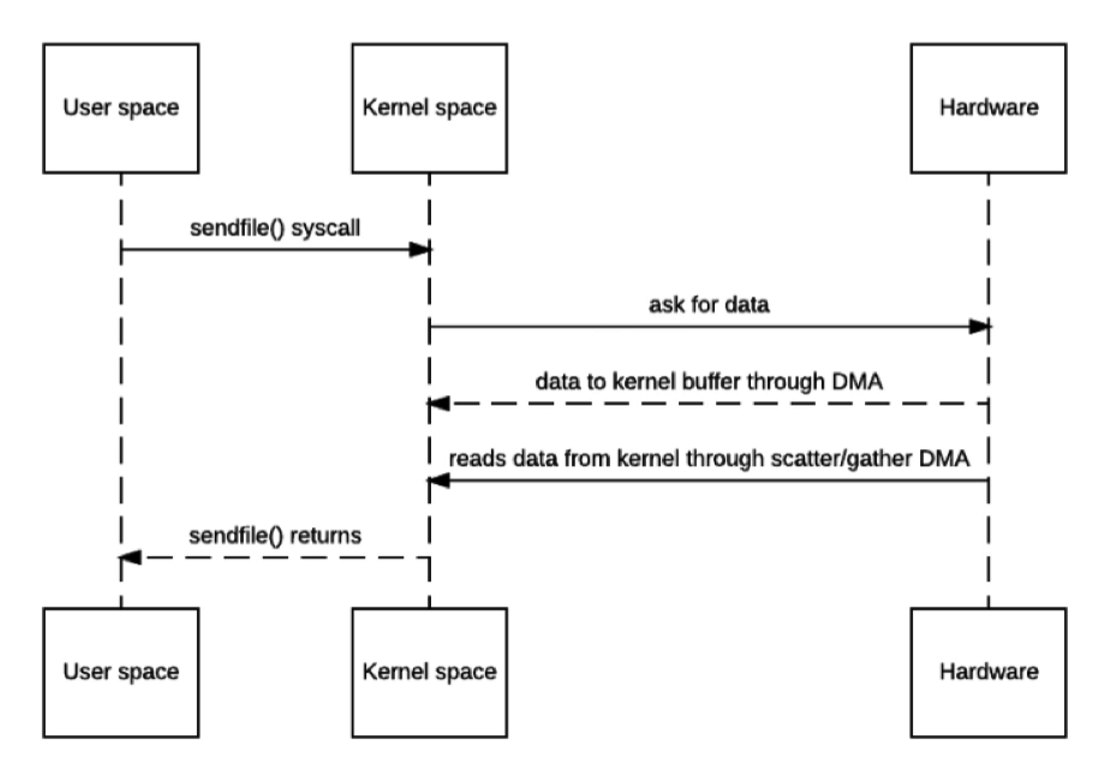 User space
Kernel space
Hardware
sendfile() syscall
ask for data
data to kernel buffer through DMA
reads data from kernel through scatter/gather DMA
sendfile() returns
User space
Kernel space
Hardware